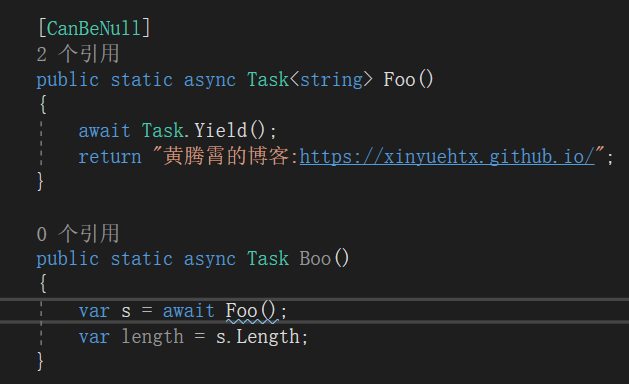 [CanBeNull]
2 个引用
public static async Task<string> Foo()
{
await Task.Yield();
return "黄腾霄的博客:https://xinyuehtx.github.io/";
}
0 个引用
public static async Task Boo()
{
var s = await Foo();
var length = s.Length;
}